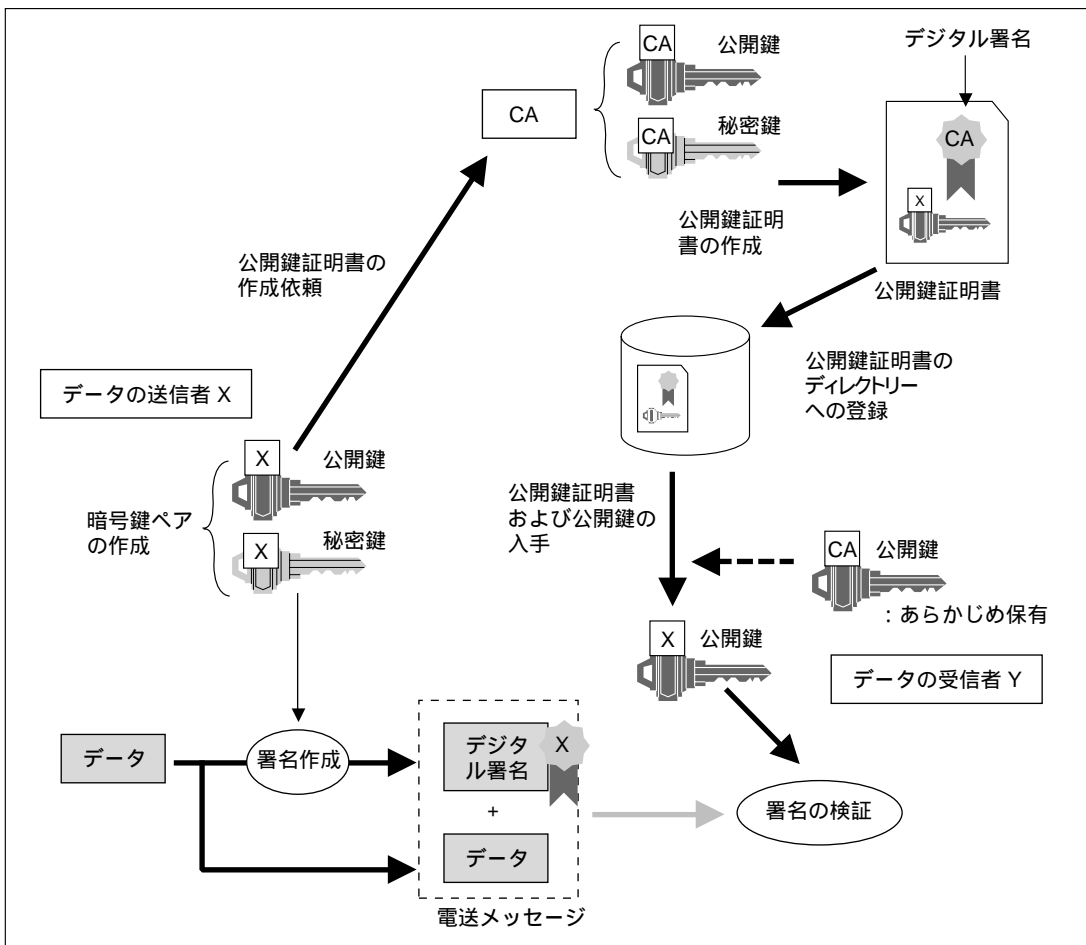 CA
公開鍵
デジタル署名
CA
CA
秘密鍵
CA
X
公開鍵証明
書の作成
公開鍵証明書の
作成依頼
公開鍵証明書
公開鍵証明書の
ディレクトリー
への登録
データの送信者 X
X
公開鍵
暗号鍵ペア
の作成
X
秘密鍵
公開鍵証明書
および公開鍵の
入手
CA
公開鍵
:あらかじめ保有
X
公開鍵
データの受信者 Y
データ
署名作成
デジタ
ル署名
X
+
データ
署名の検証
電送メッセージ